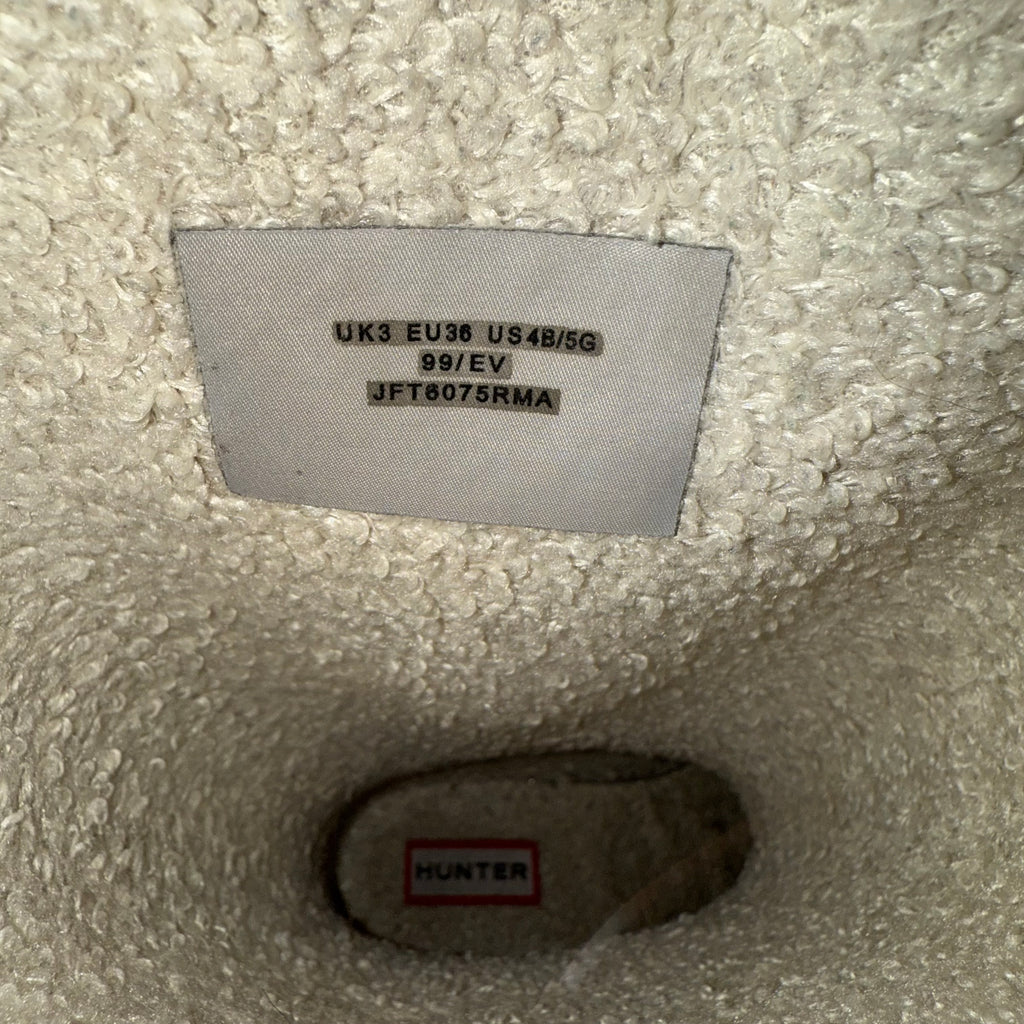 UK3 EU36 US4B/5G
99/EV
JFT6075RMA
HUNTER